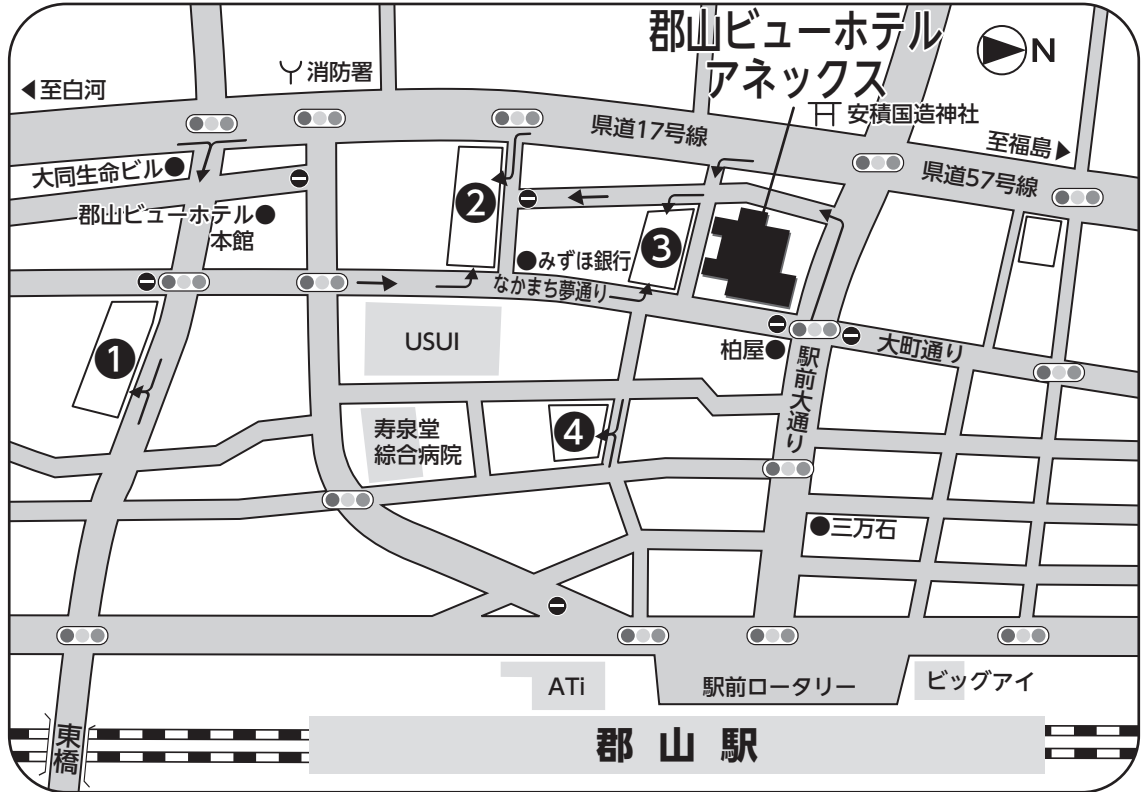 郡山ビューホテル
アネックス
N
消防署
至白河
安積国造神社
県道17号線
至福島
県道57号線
大同生命ビル
郡山ビューホテル
本館
2
3
みずほ銀行
なかまち夢通り
1
USUI
柏屋
大町通り
駅前大通り
寿泉堂
綜合病院
4
三万石
ATi
駅前ロータリー
ビッグアイ
東橋
郡山駅